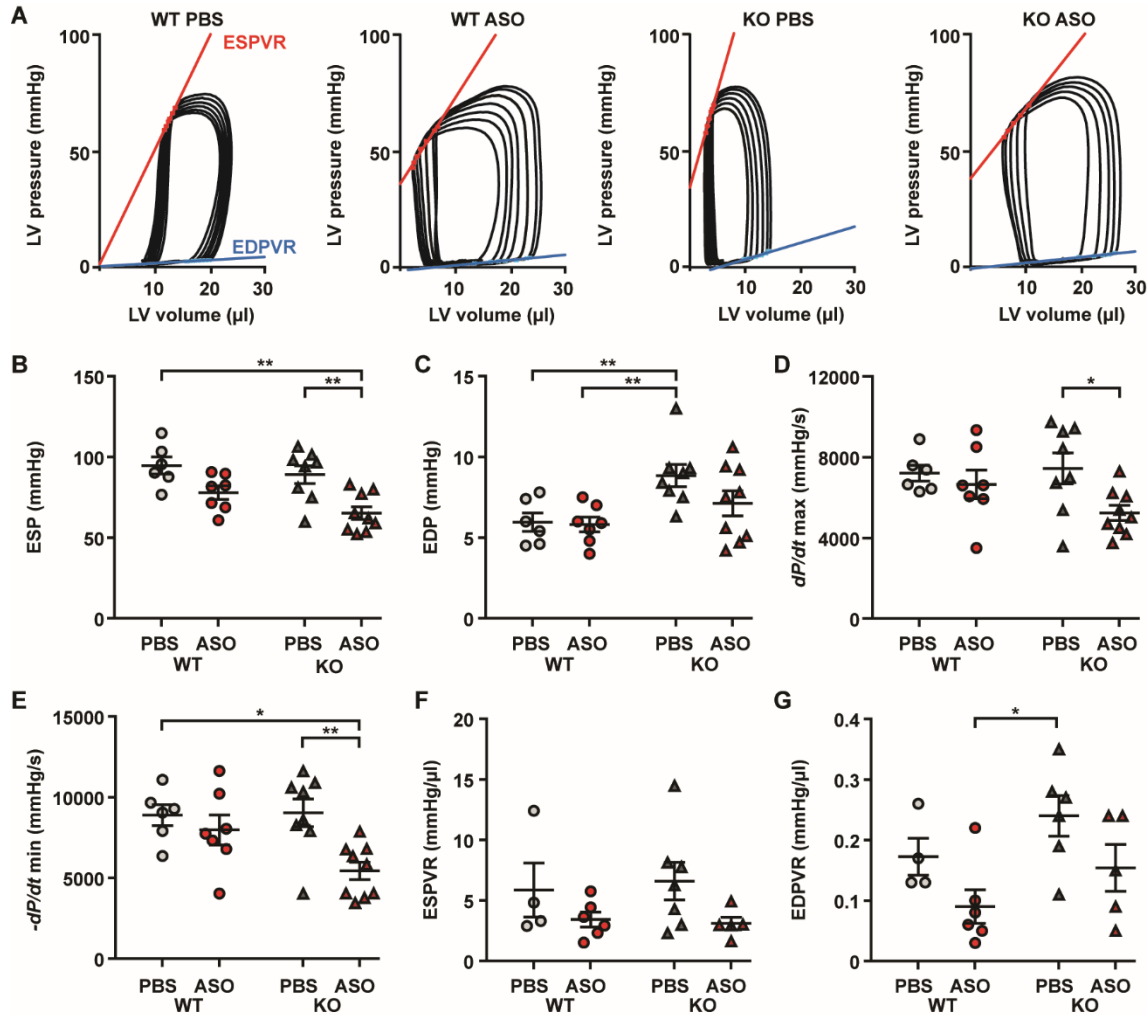 A
WT PBS
WT ASO
KO PBS
KO ASO
100
50
0
LV pressure (mmHg)
ESPVR
EDPVR
10 20 30
LV volume (µl)
100
50
0
LV pressure (mmHg)
10 20 30
LV volume (µl)
100
50
0
LV pressure (mmHg)
10 20 30
LV volume (µl)
100
50
0
LV pressure (mmHg)
10 20 30
LV volume (µl)
B
150
100
50
0
ESP (mmHg)
**
**
PBS ASO PBS ASO
WT KO
C
15
10
5
0
EDP (mmHg)
**
**
PBS ASO PBS ASO
WT KO
D
12000
8000
4000
0
dP/dt max (mmHg/s)
*
PBS ASO PBS ASO
WT KO
E
15000
10000
5000
0
-dP/dt min (mmHg/s)
*
**
PBS ASO PBS ASO
WT KO
F
20
15
10
5
0
ESPVR (mmHg/µl)
PBS ASO PBS ASO
WT KO
G
0.4
0.3
0.2
0.1
0
EDPVR (mmHg/µl)
*
PBS ASO PBS ASO
WT KO